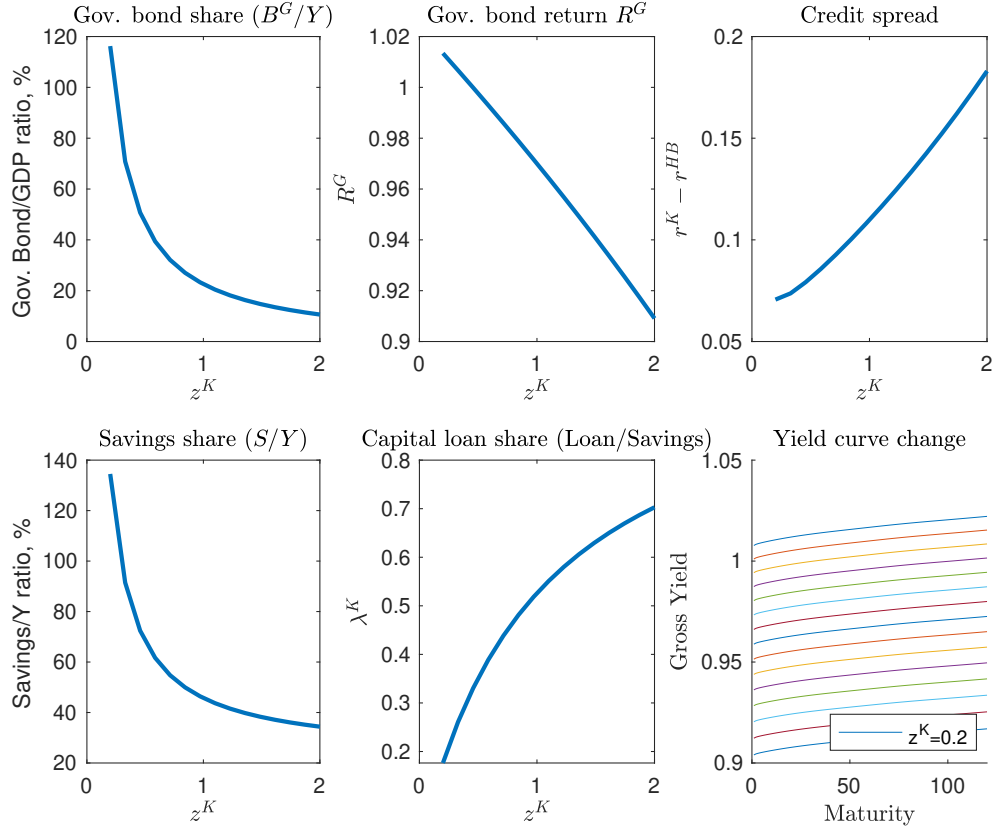 Gov. bond share (B^G/Y)
Gov. Bond/GDP ratio, %
120
100
80
60
40
20
0
0 1 2
z^K
Gov. bond return R^G
R^G
1.02
1
0.98
0.96
0.94
0.92
0.9
0 1 2
z^K
Credit spread
r^K − r^{HB}
0.2
0.15
0.1
0.05
0 1 2
z^K
Savings share (S/Y)
Savings/Y ratio, %
140
120
100
80
60
40
20
0 1 2
z^K
Capital loan share (Loan/Savings)
λ^K
0.8
0.7
0.6
0.5
0.4
0.3
0.2
0 1 2
z^K
Yield curve change
Gross Yield
1.05
1
0.95
0.9
z^K=0.2
0 50 100
Maturity